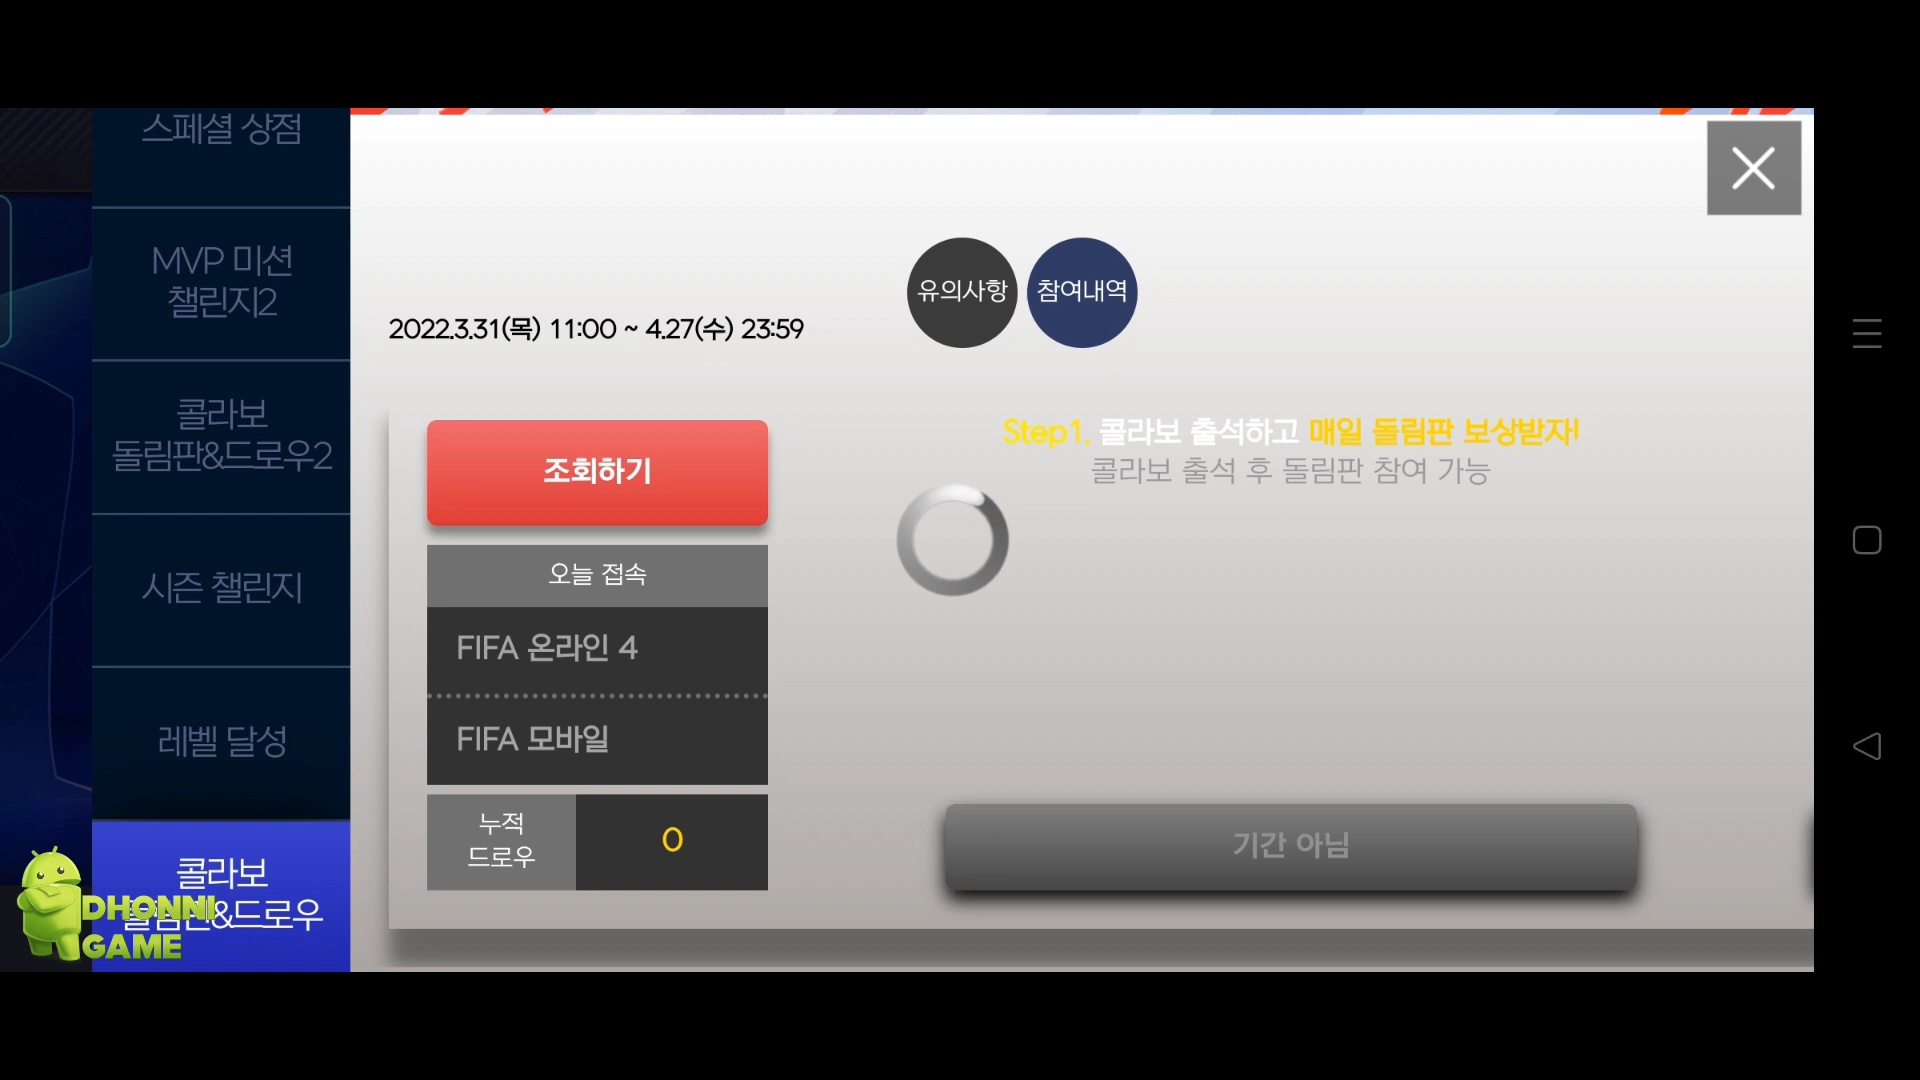 스페셜 상점
MVP 미션
챌린지2
콜라보
돌림판&드로우2
시즌 챌린지
레벨 달성
콜라보
돌림판&드로우
DHONNI
GAME
2022.3.31(목) 11:00 ~ 4.27(수) 23:59
유의사항
참여내역
조회하기
오늘 접속
FIFA 온라인 4
FIFA 모바일
누적
드로우
0
Step1. 콜라보 출석하고 매일 돌림판 보상받자!
콜라보 출석 후 돌림판 참여 가능
기간 아님